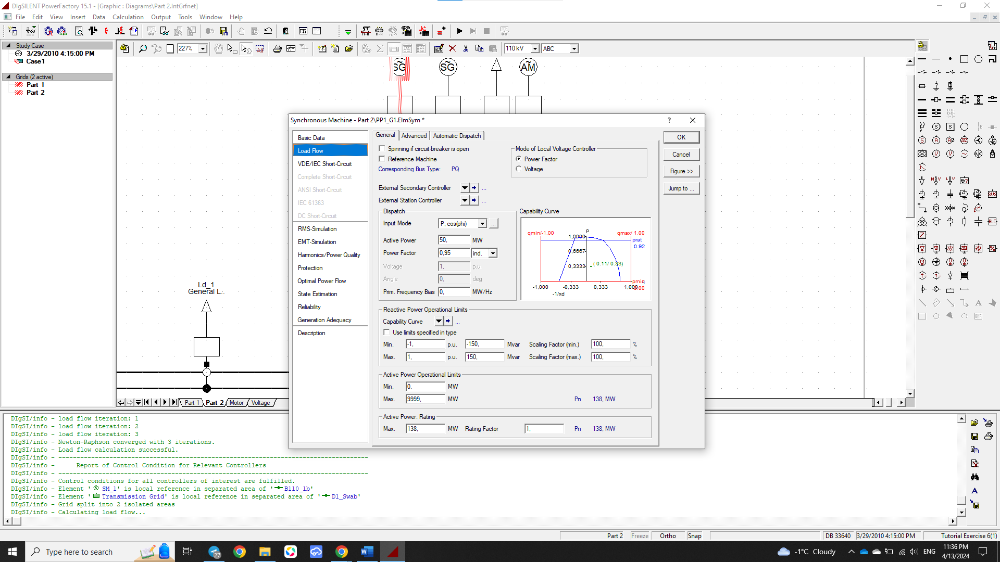 DIgSILENT PowerFactory 15.1 - [Graphic : Diagrams\Part 2.IntGrfnet]
File Edit View Insert Data Calculation Output Tools Window Help
227% 110 kV ABC
Study Case
3/29/2010 4:15:00 PM
Case1
Grids (2 active)
Part 1
Part 2
SG SG AM
Ld_1
General L..
Synchronous Machine - Part 2\PP1_G1.ElmSym *
?
Basic Data
Load Flow
VDE/IEC Short-Circuit
Complete Short-Circuit
ANSI Short-Circuit
IEC 61363
DC Short-Circuit
RMS-Simulation
EMT-Simulation
Harmonics/Power Quality
Protection
Optimal Power Flow
State Estimation
Reliability
Generation Adequacy
Description
General Advanced Automatic Dispatch
Spinning if circuit-breaker is open
Reference Machine
Corresponding Bus Type: PQ
Mode of Local Voltage Controller
Power Factor
Voltage
External Secondary Controller ...
External Station Controller ...
Dispatch
Input Mode P, cos(phi) ...
Active Power 50, MW
Power Factor 0,95 ind.
Voltage 1, p.u.
Angle 0, deg
Prim. Frequency Bias 0, MW/Hz
Capability Curve
qmin/-1.00 p qmax/ 1.00
1,0000 prat
0.92
0,6667
0,3333 ( 0.11/ 0.33)
pmin
0.00
-1,000 -0,333 0,333 1,000 q
-1/xd
Reactive Power Operational Limits
Capability Curve ...
Use limits specified in type
Min. -1, p.u. -150, Mvar Scaling Factor (min.) 100, %
Max. 1, p.u. 150, Mvar Scaling Factor (max.) 100, %
Active Power Operational Limits
Min. 0, MW
Max. 9999, MW Pn 138, MW
Active Power: Rating
Max. 138, MW Rating Factor 1, Pn 138, MW
OK
Cancel
Figure >>
Jump to ...
Part 1 Part 2 Motor Voltage
DIgSI/info - load flow iteration: 1
DIgSI/info - load flow iteration: 2
DIgSI/info - load flow iteration: 3
DIgSI/info - Newton-Raphson converged with 3 iterations.
DIgSI/info - Load flow calculation successful.
DIgSI/info - --------------------------------------------------------------------------------
DIgSI/info - Report of Control Condition for Relevant Controllers
DIgSI/info - --------------------------------------------------------------------------------
DIgSI/info - Control conditions for all controllers of interest are fulfilled.
DIgSI/info - Element ' SM_1' is local reference in separated area of ' B110_1b'
DIgSI/info - Element ' Transmission Grid' is local reference in separated area of ' D1_Swab'
DIgSI/info - Grid split into 2 isolated areas
DIgSI/info - Calculating load flow...
Part 2 Freeze Ortho Snap DB 33640 3/29/2010 4:15:00 PM Tutorial Exercise 6(1)
Type here to search
27
-1°C Cloudy
ENG
11:36 PM
4/13/2024